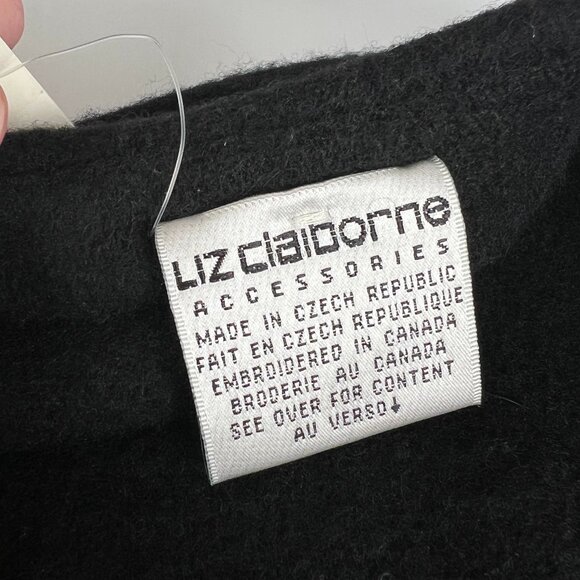 Liz claiborne
ACCESSORIES
MADE IN CZECH REPUBLIC
FAIT EN CZECH REPUBLIQUE
EMBROIDERED IN CANADA
BRODERIE AU CANADA
SEE OVER FOR CONTENT
AU VERSO↓